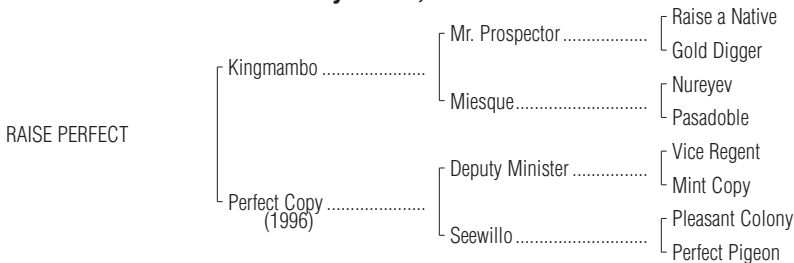 Mr. Prospector
Raise a Native
Gold Digger
Kingmambo
Miesque
Nureyev
Pasadoble
RAISE PERFECT
Deputy Minister
Vice Regent
Mint Copy
Perfect Copy
(1996)
Seewillo
Pleasant Colony
Perfect Pigeon